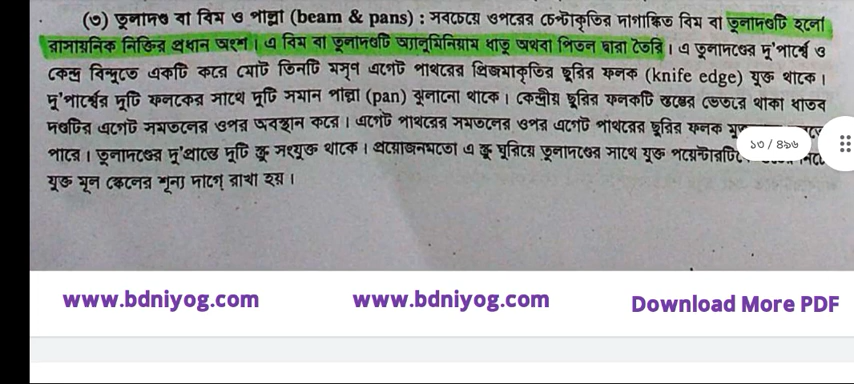 (৩) তুলাদণ্ড বা বিম ও পাল্লা (beam & pans) : সবচেয়ে ওপরের চেপ্টাকৃতির দাগাঙ্কিত বিম বা তুলাদণ্ডটি হলো
রাসায়নিক নিক্তির প্রধান অংশ। এ বিম বা তুলাদণ্ডটি অ্যালুমিনিয়াম ধাতু অথবা পিতল দ্বারা তৈরি। এ তুলাদণ্ডের দু'পার্শ্বে ও
কেন্দ্র বিন্দুতে একটি করে মোট তিনটি মসৃণ এগেট পাথরের প্রিজমাকৃতির ছুরির ফলক (knife edge) যুক্ত থাকে।
দু'পার্শ্বের দুটি ফলকের সাথে দুটি সমান পাল্লা (pan) ঝুলানো থাকে। কেন্দ্রীয় ছুরির ফলকটি স্তম্ভের ভেতরে থাকা ধাতব
দণ্ডটির এগেট সমতলের ওপর অবস্থান করে। এগেট পাথরের সমতলের ওপর এগেট পাথরের ছুরির ফলক
পারে। তুলাদণ্ডের দু'প্রান্তে দুটি স্ক্রু সংযুক্ত থাকে। প্রয়োজনমতো এ স্ক্রু ঘুরিয়ে তুলাদণ্ডের সাথে যুক্ত পয়েন্টারটি
১৩ / ৪৯৬
যুক্ত মূল স্কেলের শূন্য দাগে রাখা হয়।
www.bdniyog.com www.bdniyog.com Download More PDF